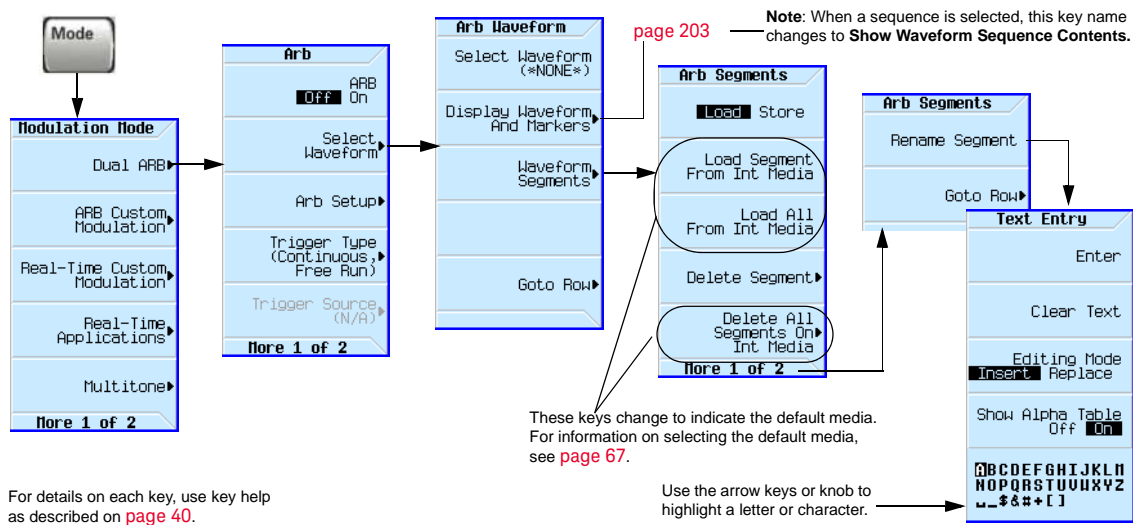 Mode
Modulation Mode
Dual ARB
ARB Custom
Modulation
Real-Time Custom
Modulation
Real-Time
Applications
Multitone
More 1 of 2
Arb
ARB
Off On
Select
Waveform
Arb Setup
Trigger Type
(Continuous,
Free Run)
Trigger Source
(N/A)
More 1 of 2
Arb Waveform
Select Waveform
(*NONE*)
Display Waveform
And Markers
Waveform
Segments
Goto Row
page 203
Note: When a sequence is selected, this key name
changes to Show Waveform Sequence Contents.
Arb Segments
Load Store
Load Segment
From Int Media
Load All
From Int Media
Delete Segment
Delete All
Segments On
Int Media
More 1 of 2
Arb Segments
Rename Segment
Goto Row
Text Entry
Enter
Clear Text
Editing Mode
Insert Replace
Show Alpha Table
Off On
ABCDEFGHIJKLM
NOPQRSTUVWXYZ
␣_$&#+[]
These keys change to indicate the default media.
For information on selecting the default media,
see page 67.
Use the arrow keys or knob to
highlight a letter or character.
For details on each key, use key help
as described on page 40.